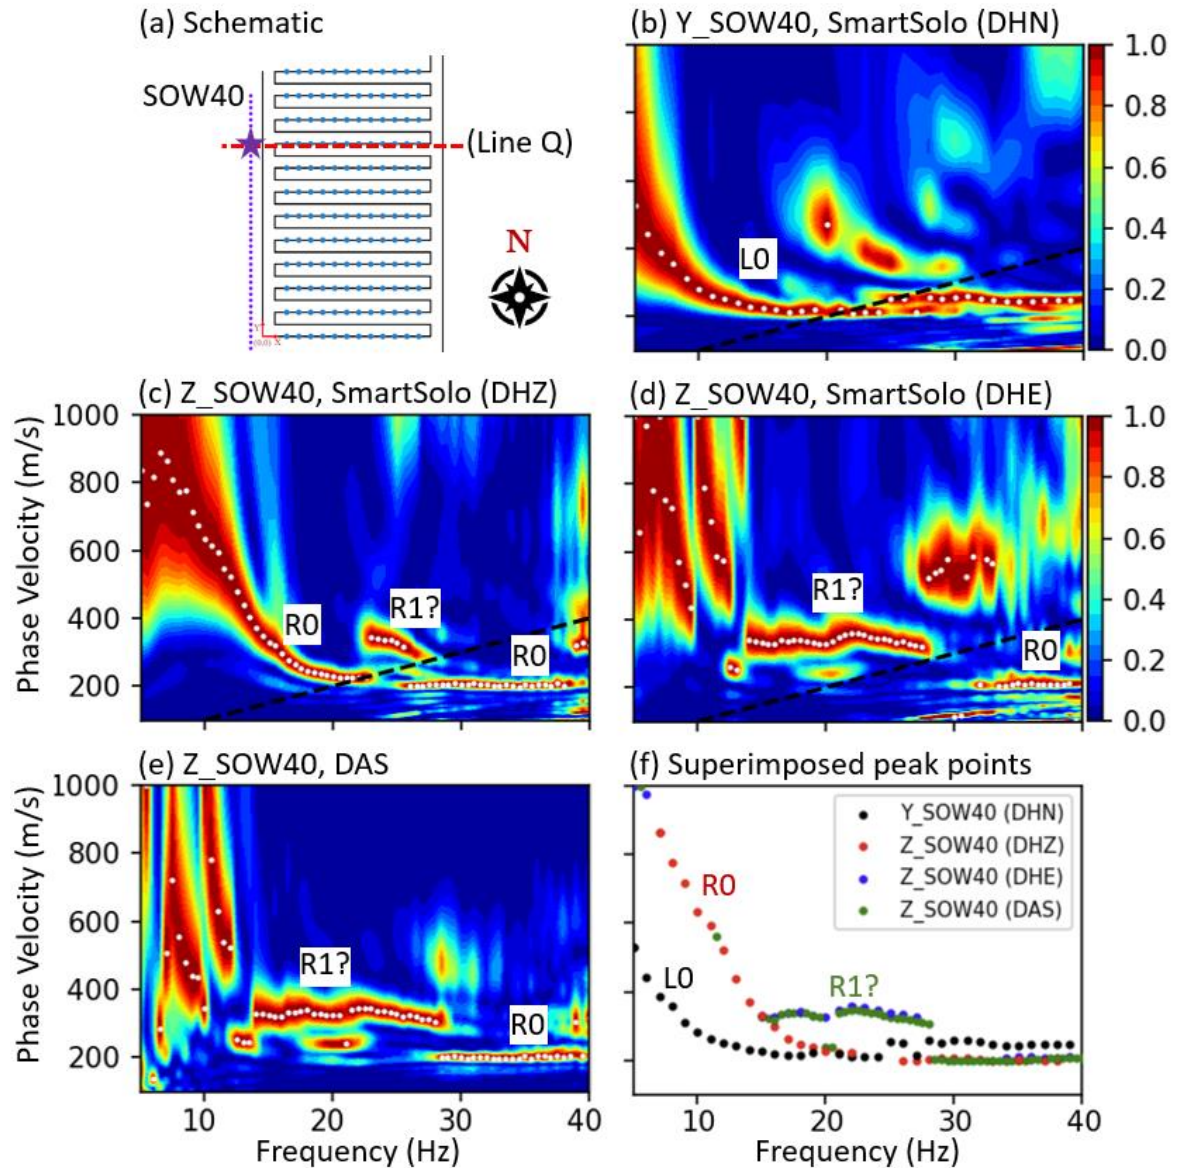 (a) Schematic
SOW40
(Line Q)
N
Y
(0,0) X
(b) Y_SOW40, SmartSolo (DHN)
L0
1.0
0.8
0.6
0.4
0.2
0.0
(c) Z_SOW40, SmartSolo (DHZ)
Phase Velocity (m/s)
1000
800
600
400
200
R0
R1?
R0
(d) Z_SOW40, SmartSolo (DHE)
R1?
R0
1.0
0.8
0.6
0.4
0.2
0.0
(e) Z_SOW40, DAS
Phase Velocity (m/s)
1000
800
600
400
200
R1?
R0
10 20 30 40
Frequency (Hz)
(f) Superimposed peak points
Y_SOW40 (DHN)
Z_SOW40 (DHZ)
Z_SOW40 (DHE)
Z_SOW40 (DAS)
R0
L0
R1?
10 20 30 40
Frequency (Hz)